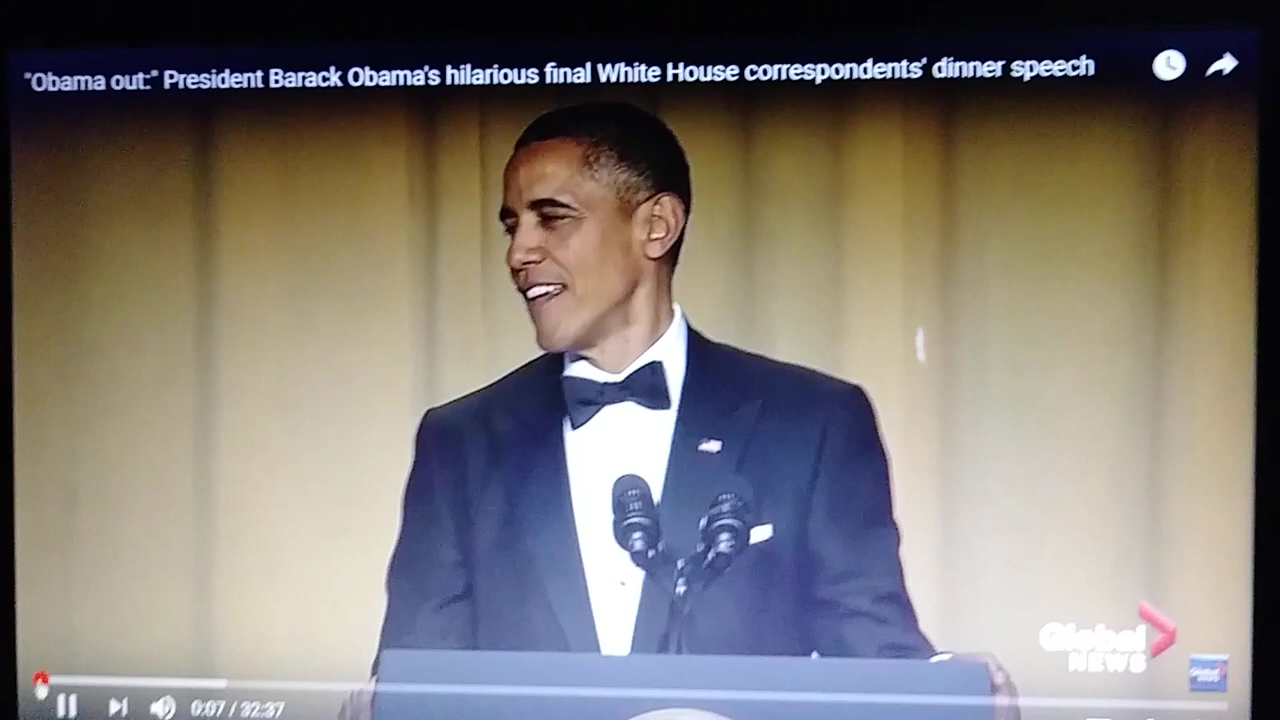 "Obama out:" President Barack Obama's hilarious final White House correspondents' dinner speech
Global
NEWS
0:07 / 32:37